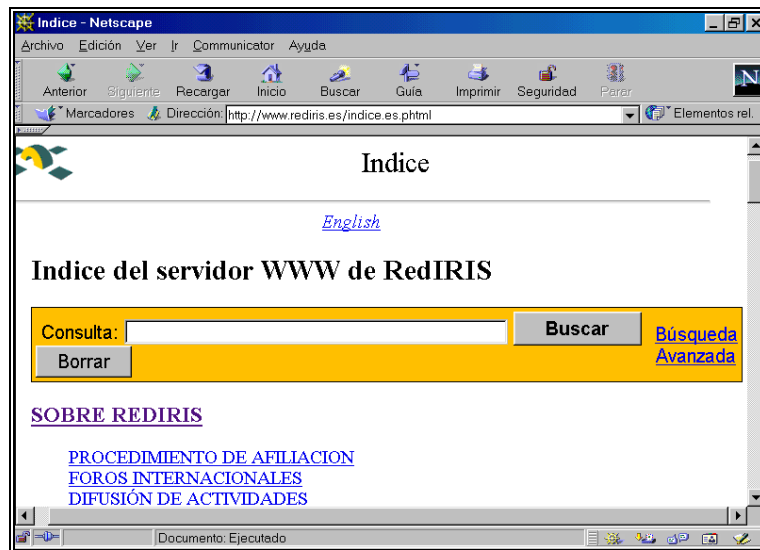 Indice - Netscape
Archivo Edición Ver Ir Communicator Ayuda
Anterior Siguiente Recargar Inicio Buscar Guía Imprimir Seguridad Parar
N
Marcadores Dirección: http://www.rediris.es/indice.es.phtml Elementos rel.
Indice
English
Indice del servidor WWW de RedIRIS
Consulta: Buscar Búsqueda
Borrar Avanzada
SOBRE REDIRIS
PROCEDIMIENTO DE AFILIACION
FOROS INTERNACIONALES
DIFUSIÓN DE ACTIVIDADES
Documento: Ejecutado